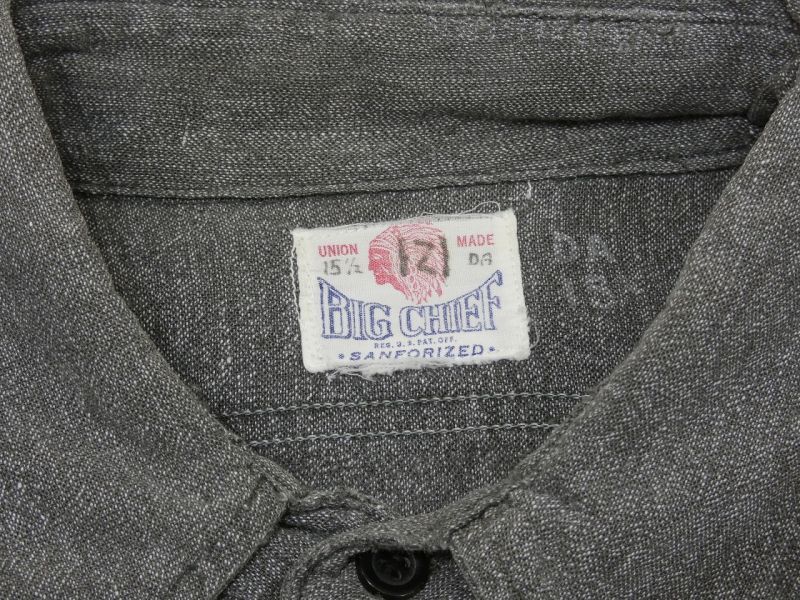 UNION MADE
15½ 121 DA
BIG CHIEF
REG. U.S. PAT. OFF.
• SANFORIZED •